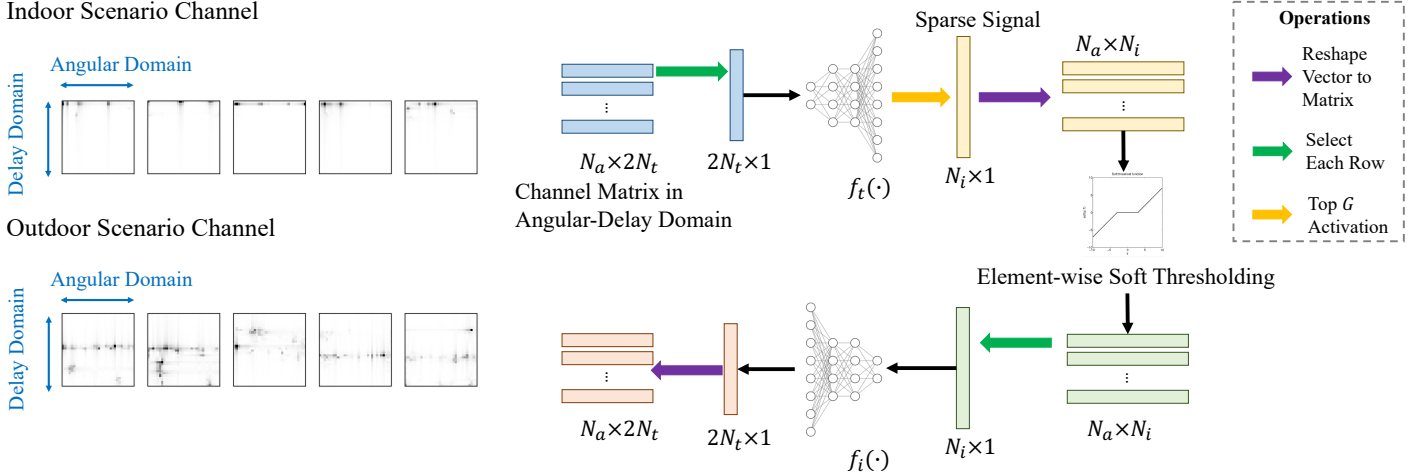 Indoor Scenario Channel
Angular Domain
Delay Domain
Outdoor Scenario Channel
Angular Domain
Delay Domain
N_a×2N_t
Channel Matrix in
Angular-Delay Domain
2N_t×1
f_t(·)
Sparse Signal
N_i×1
N_a×N_i
⋮
⋮
Element-wise Soft Thresholding
⋮
N_a×N_i
N_i×1
f_i(·)
2N_t×1
⋮
N_a×2N_t
Operations
Reshape
Vector to
Matrix
Select
Each Row
Top G
Activation